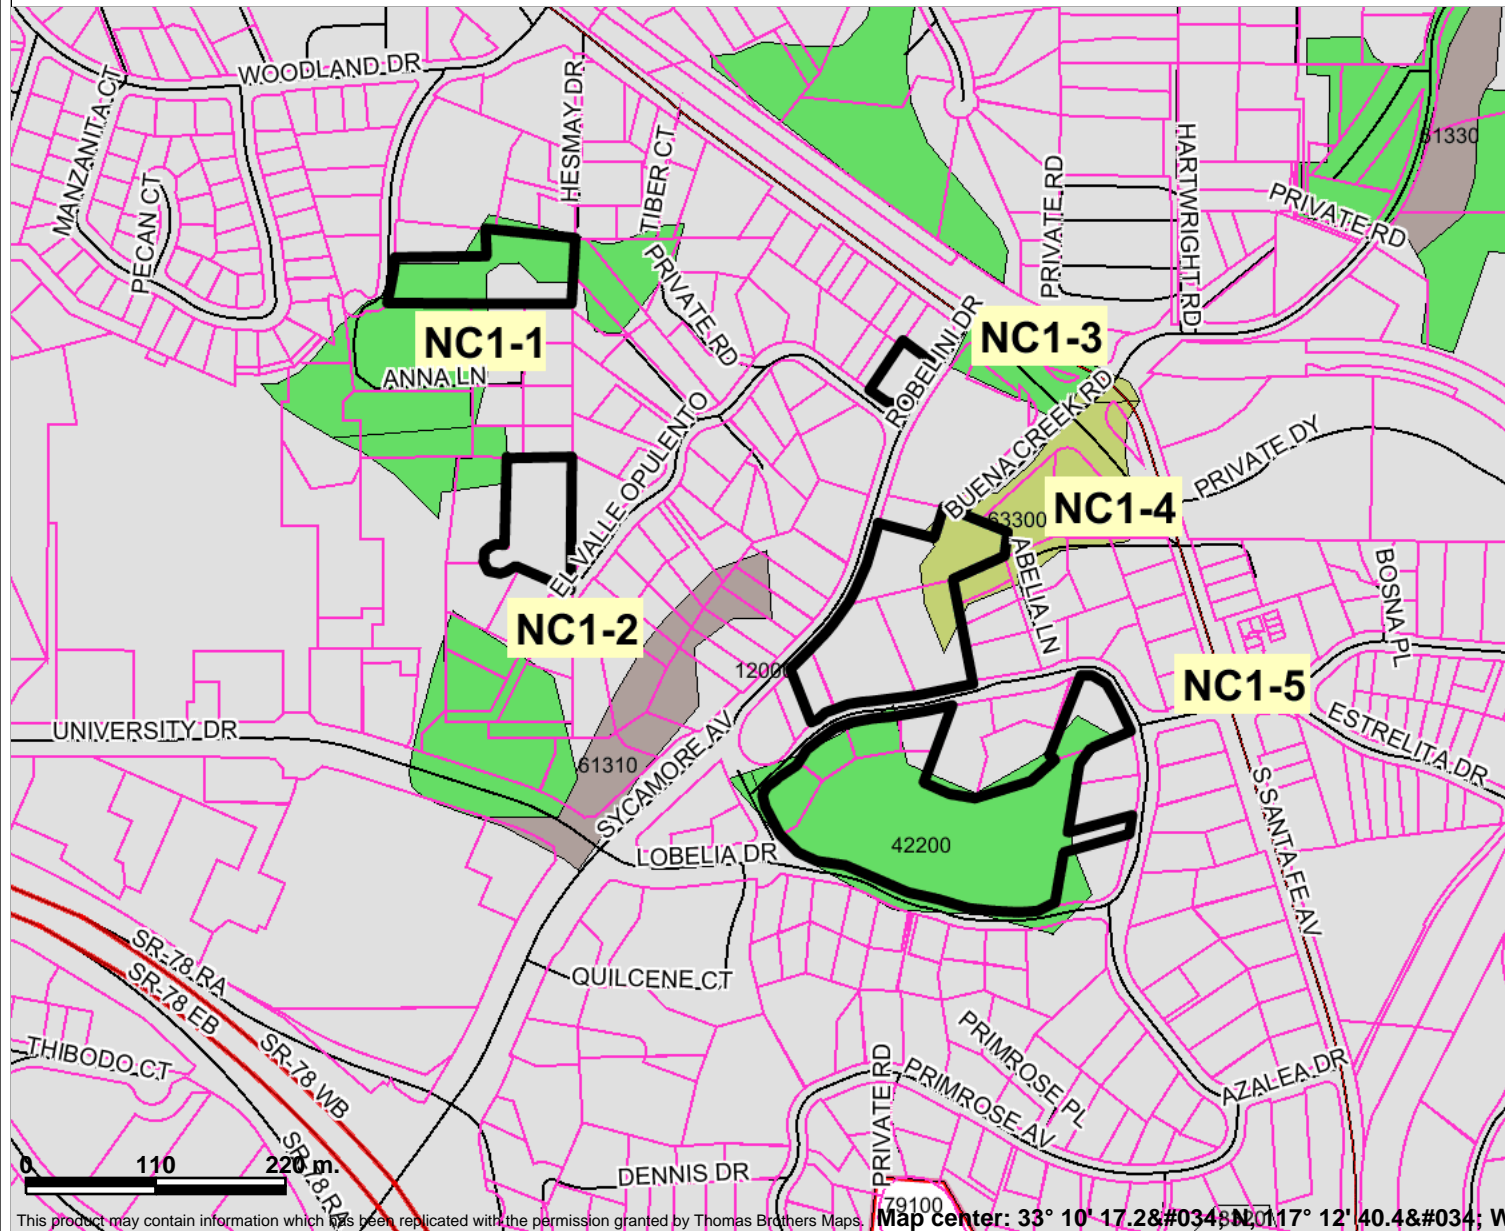 WOODLAND DR
MANZANITA CT
PECAN CT
HESMAY DR
TIBER CT
PRIVATE RD
PRIVATE RD
HARTWRIGHT RD
PRIVATE RD
61330
NC1-1
ANNA LN
ROBELINI DR
NC1-3
BUENA CREEK RD
PRIVATE DY
63300
NC1-4
EL VALLE OPULENTO
NC1-2
ABELIA LN
BOSNA PL
12000
NC1-5
UNIVERSITY DR
61310
SYCAMORE AV
ESTRELITA DR
S SANTA FE AV
42200
LOBELIA DR
SR-78 RA
SR-78 EB
SR-78 WB
QUILCENE CT
THIBODO CT
PRIMROSE PL
PRIMROSE AV
PRIVATE RD
AZALEA DR
SR-78 RA
DENNIS DR
0 110 220 m.
79100
This product may contain information which has been replicated with the permission granted by Thomas Brothers Maps.
Map center: 33° 10' 17.2&#034; N, 117° 12' 40.4&#034; W